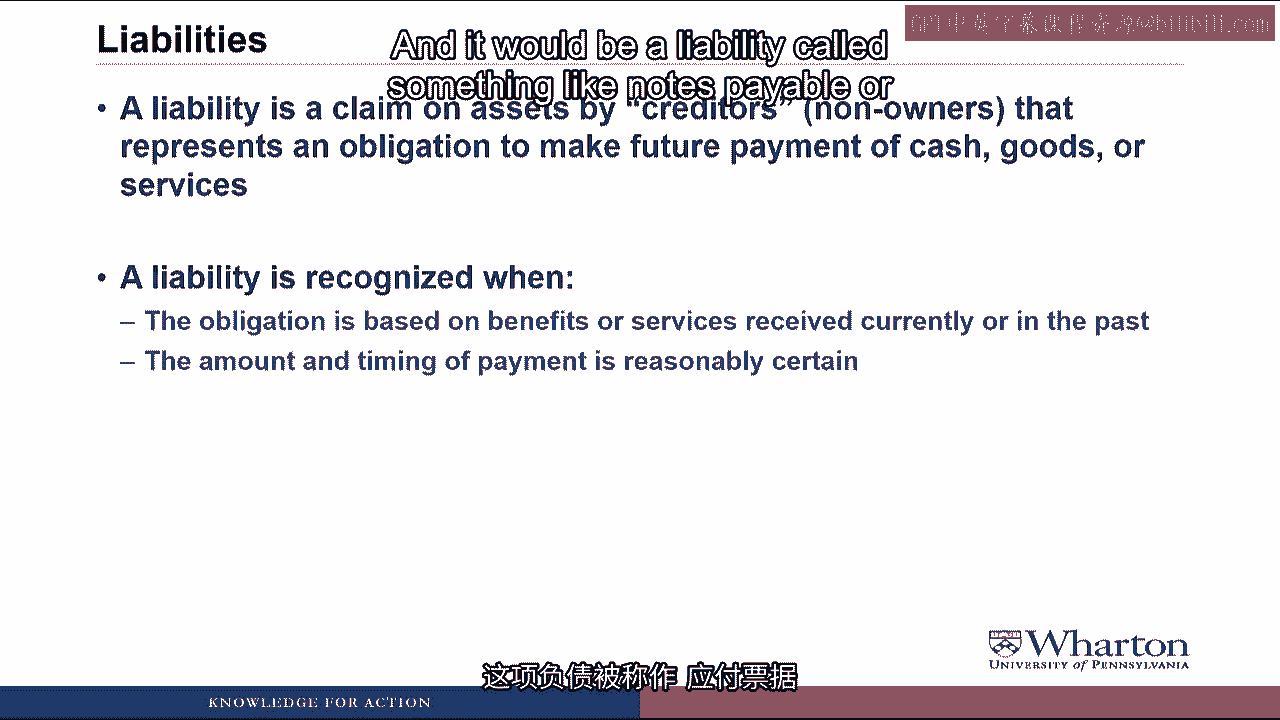 Liabilities
And it would be a liability called
something like notes payable or
GPT中英字幕课程资源@bilibili.com
• A liability is a claim on assets by “creditors” (non-owners) that
represents an obligation to make future payment of cash, goods, or
services
• A liability is recognized when:
– The obligation is based on benefits or services received currently or in the past
– The amount and timing of payment is reasonably certain
Wharton
UNIVERSITY of PENNSYLVANIA
这项负债被称作 应付票据
KNOWLEDGE FOR ACTION